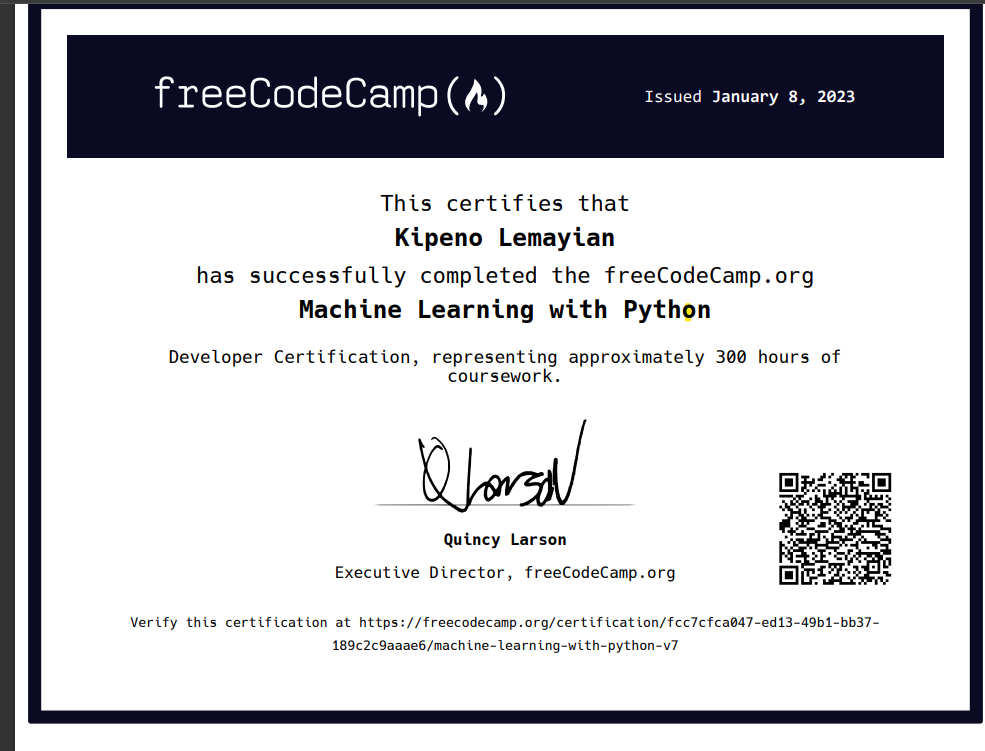 freeCodeCamp
Issued January 8, 2023
This certifies that
Kipeno Lemayian
has successfully completed the freeCodeCamp.org
Machine Learning with Python
Developer Certification, representing approximately 300 hours of
coursework.
Q Larson
Quincy Larson
Executive Director, freeCodeCamp.org
Verify this certification at https://freecodecamp.org/certification/fcc7cfca047-ed13-49b1-bb37-
189c2c9aaae6/machine-learning-with-python-v7